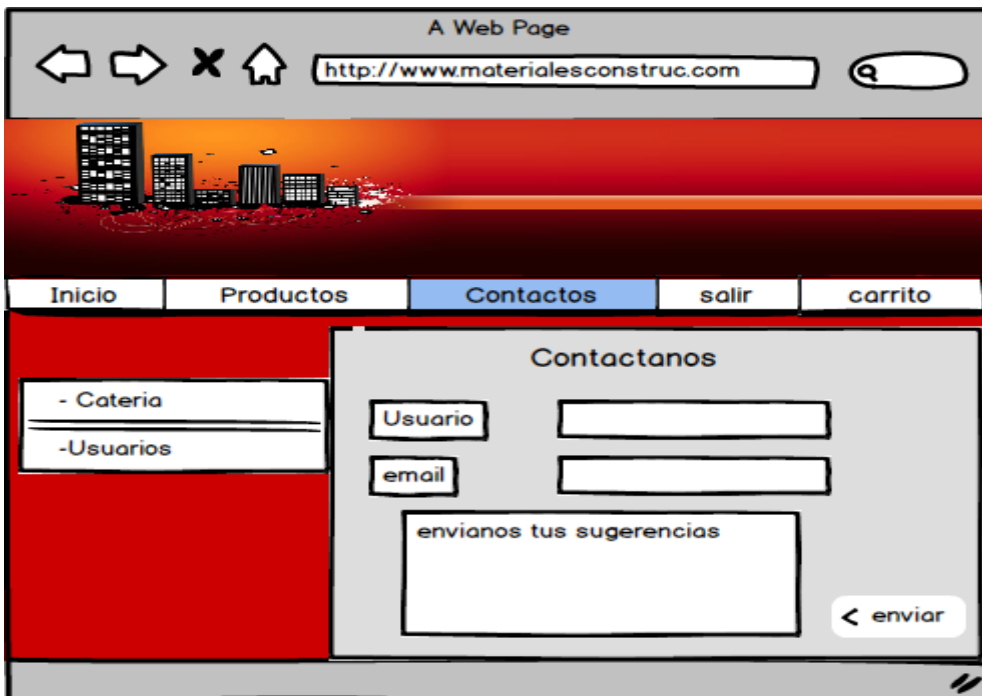 A Web Page
http://www.materialesconstruc.com
Inicio Productos Contactos salir carrito
Contactanos
- Cateria
-Usuarios
Usuario
email
envianos tus sugerencias
< enviar